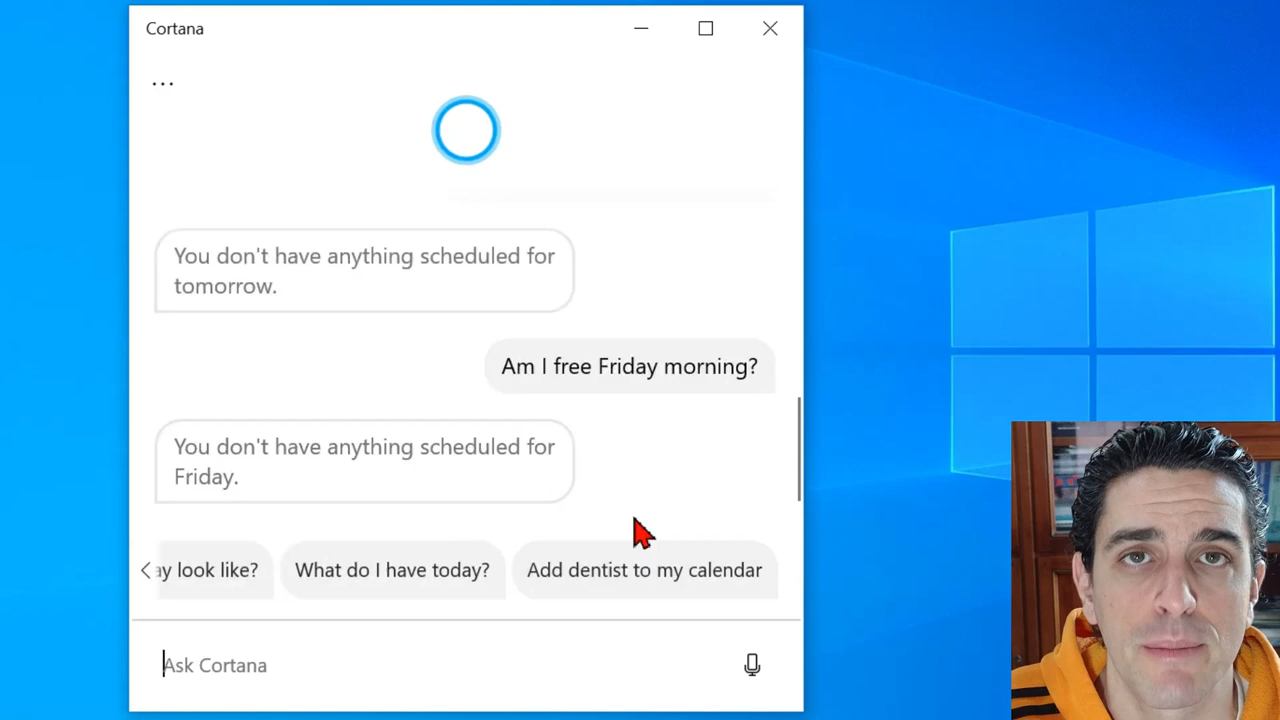 Cortana
...
You don't have anything scheduled for
tomorrow.
Am I free Friday morning?
You don't have anything scheduled for
Friday.
ay look like?
What do I have today?
Add dentist to my calendar
Ask Cortana